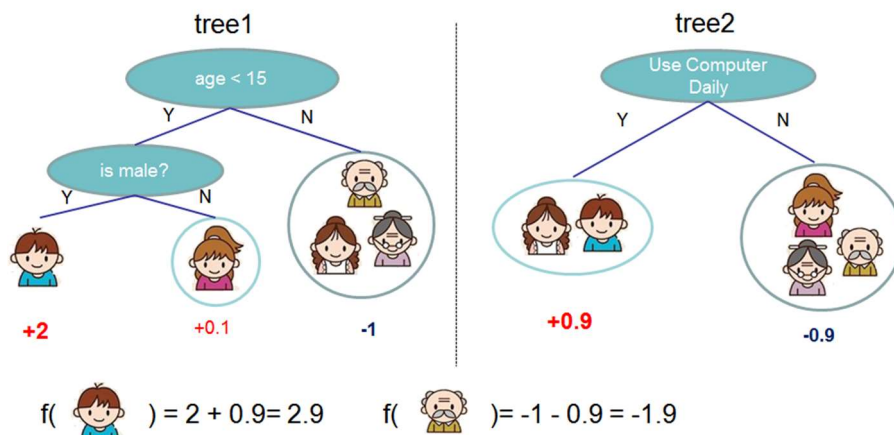 tree1
tree2
age < 15
Use Computer
Daily
Y
N
Y
N
is male?
Y
N
+2
+0.1
-1
+0.9
-0.9
f( ) = 2 + 0.9= 2.9
f( )= -1 - 0.9 = -1.9